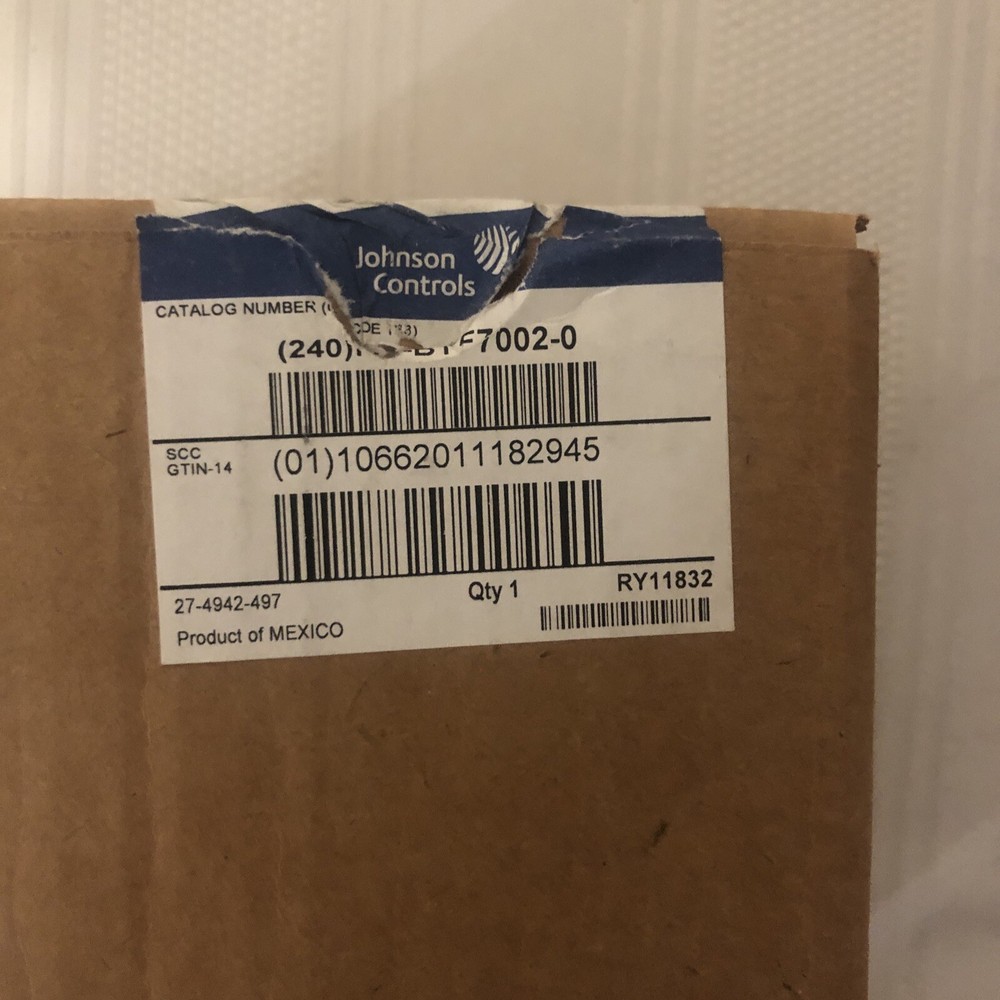 Johnson
Controls
CATALOG NUMBER
(240) 7002-0
SCC
GTIN-14
(01)10662011182945
27-4942-497
Qty 1
RY11832
Product of MEXICO